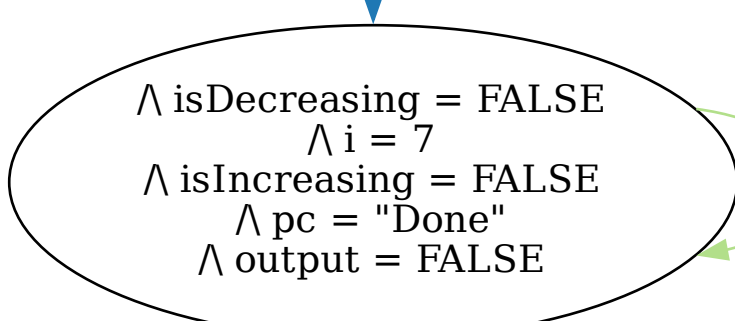 /\ isDecreasing = FALSE
/\ i = 7
/\ isIncreasing = FALSE
/\ pc = "Done"
/\ output = FALSE